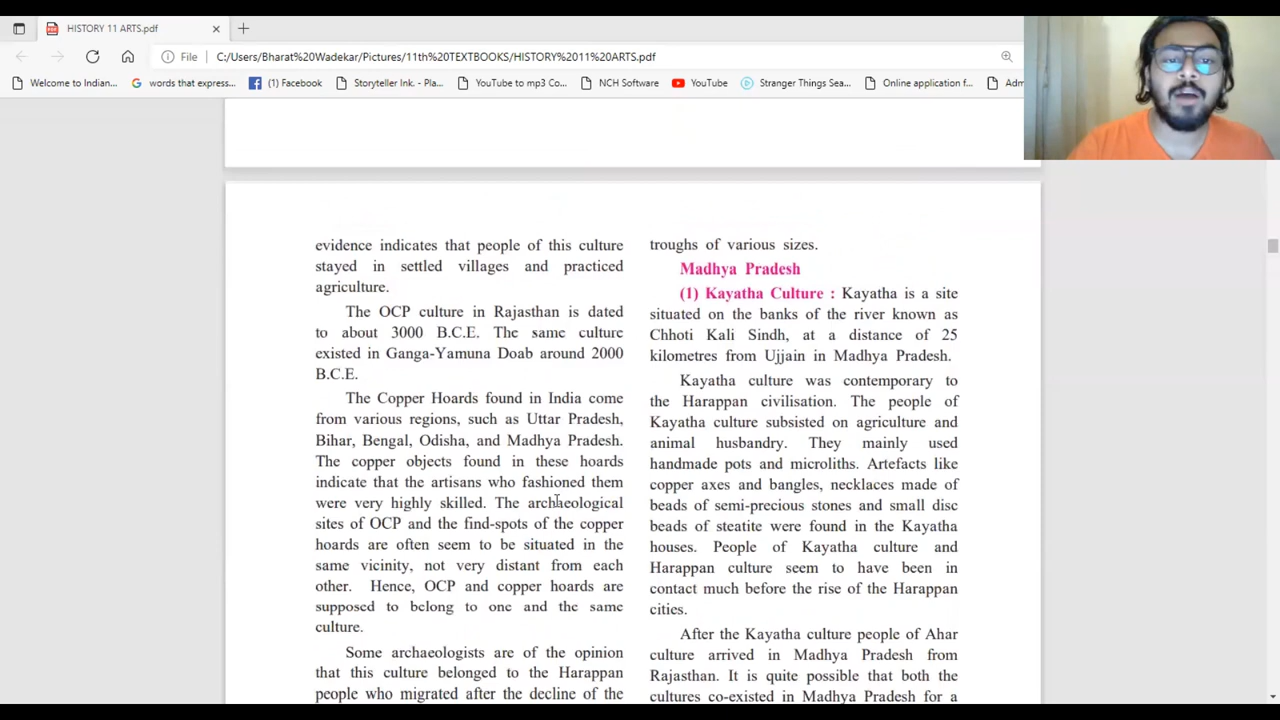 HISTORY 11 ARTS.pdf
File
C:/Users/Bharat%20Wadekar/Pictures/11th%20TEXTBOOKS/HISTORY%2011%20ARTS.pdf
Welcome to Indian...
words that express...
(1) Facebook
Storyteller Ink. - Pla...
YouTube to mp3 Co...
NCH Software
YouTube
Stranger Things Sea...
Online application f...
evidence indicates that people of this culture
stayed in settled villages and practiced
agriculture.
The OCP culture in Rajasthan is dated
to about 3000 B.C.E. The same culture
existed in Ganga-Yamuna Doab around 2000
B.C.E.
The Copper Hoards found in India come
from various regions, such as Uttar Pradesh,
Bihar, Bengal, Odisha, and Madhya Pradesh.
The copper objects found in these hoards
indicate that the artisans who fashioned them
were very highly skilled. The archaeological
sites of OCP and the find-spots of the copper
hoards are often seem to be situated in the
same vicinity, not very distant from each
other. Hence, OCP and copper hoards are
supposed to belong to one and the same
culture.
Some archaeologists are of the opinion
that this culture belonged to the Harappan
people who migrated after the decline of the
troughs of various sizes.
Madhya Pradesh
(1) Kayatha Culture : Kayatha is a site
situated on the banks of the river known as
Chhoti Kali Sindh, at a distance of 25
kilometres from Ujjain in Madhya Pradesh.
Kayatha culture was contemporary to
the Harappan civilisation. The people of
Kayatha culture subsisted on agriculture and
animal husbandry. They mainly used
handmade pots and microliths. Artefacts like
copper axes and bangles, necklaces made of
beads of semi-precious stones and small disc
beads of steatite were found in the Kayatha
houses. People of Kayatha culture and
Harappan culture seem to have been in
contact much before the rise of the Harappan
cities.
After the Kayatha culture people of Ahar
culture arrived in Madhya Pradesh from
Rajasthan. It is quite possible that both the
cultures co-existed in Madhya Pradesh for a